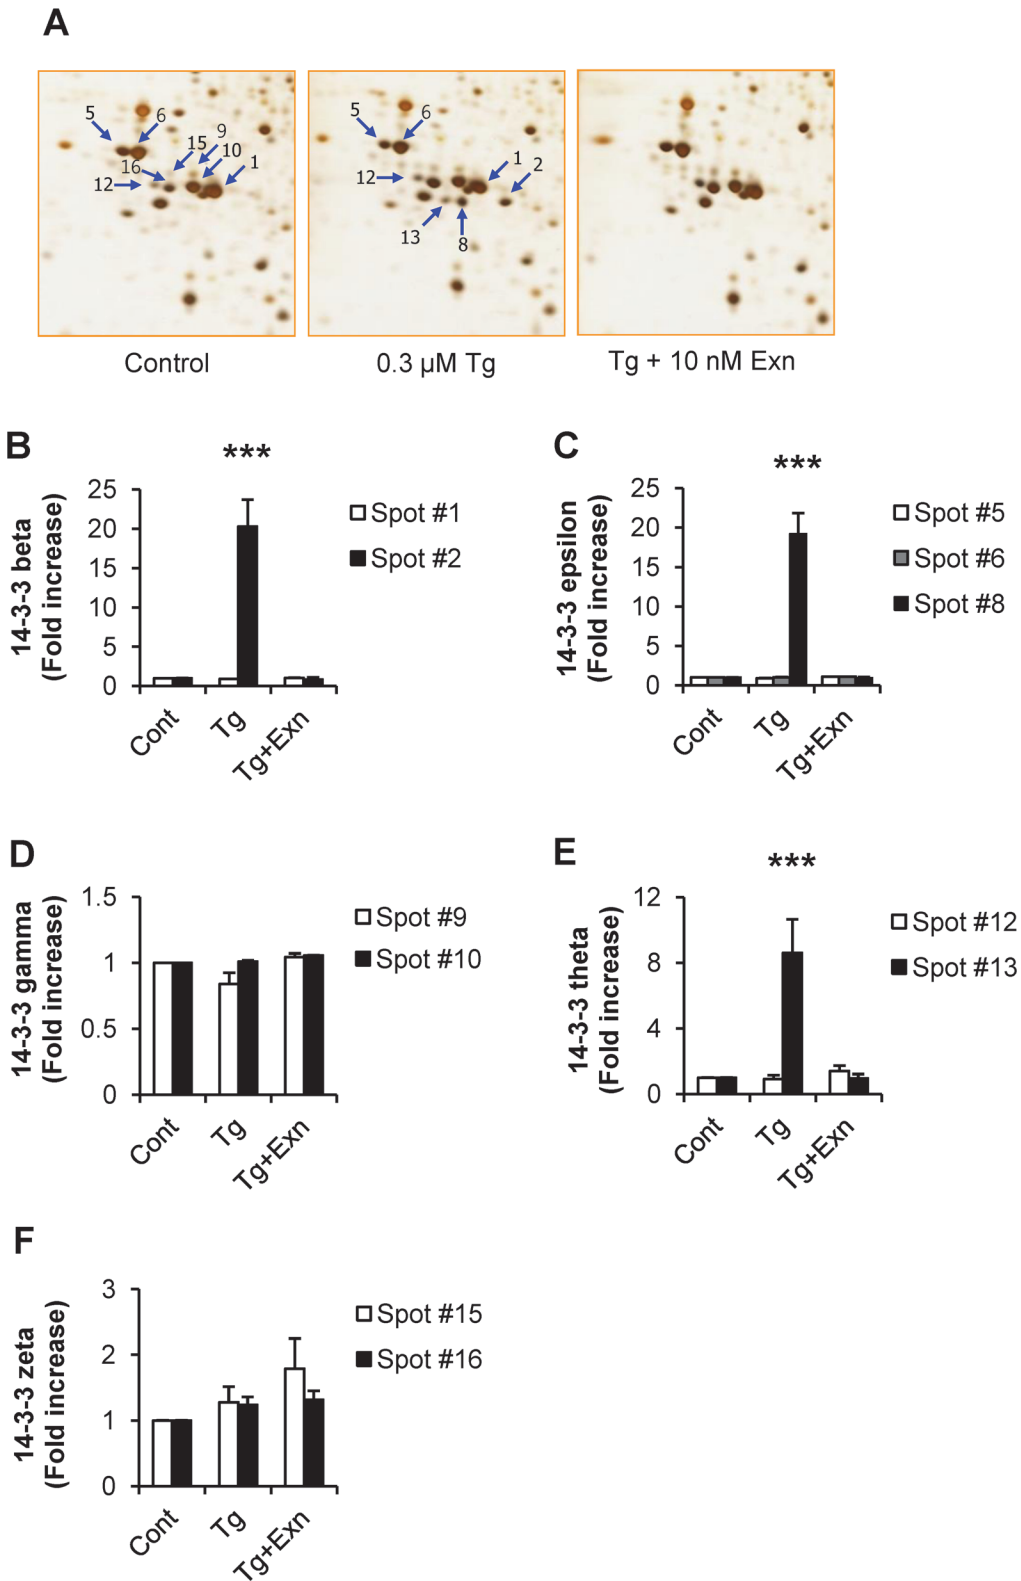 A
5
6
9
15
10
16
1
12
5
6
1
2
12
13
8
Control
0.3 µM Tg
Tg + 10 nM Exn
B
***
14-3-3 beta
(Fold increase)
25
20
15
10
5
0
Cont
Tg
Tg+Exn
Spot #1
Spot #2
C
***
14-3-3 epsilon
(Fold increase)
25
20
15
10
5
0
Cont
Tg
Tg+Exn
Spot #5
Spot #6
Spot #8
D
14-3-3 gamma
(Fold increase)
1.5
1
0.5
0
Cont
Tg
Tg+Exn
Spot #9
Spot #10
E
***
14-3-3 theta
(Fold increase)
12
8
4
0
Cont
Tg
Tg+Exn
Spot #12
Spot #13
F
14-3-3 zeta
(Fold increase)
3
2
1
0
Cont
Tg
Tg+Exn
Spot #15
Spot #16